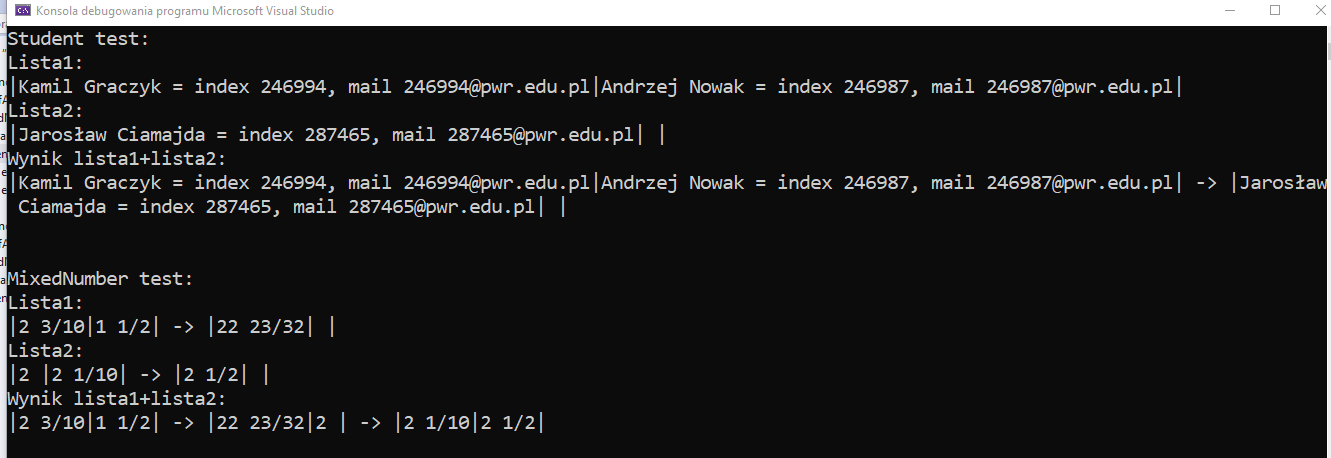 Konsola debugowania programu Microsoft Visual Studio
Student test:
Lista1:
|Kamil Graczyk = index 246994, mail 246994@pwr.edu.pl|Andrzej Nowak = index 246987, mail 246987@pwr.edu.pl|
Lista2:
|Jarosław Ciamajda = index 287465, mail 287465@pwr.edu.pl| |
Wynik lista1+lista2:
|Kamil Graczyk = index 246994, mail 246994@pwr.edu.pl|Andrzej Nowak = index 246987, mail 246987@pwr.edu.pl| -> |Jarosław
 Ciamajda = index 287465, mail 287465@pwr.edu.pl| |
MixedNumber test:
Lista1:
|2 3/10|1 1/2| -> |22 23/32| |
Lista2:
|2 |2 1/10| -> |2 1/2| |
Wynik lista1+lista2:
|2 3/10|1 1/2| -> |22 23/32|2 | -> |2 1/10|2 1/2|